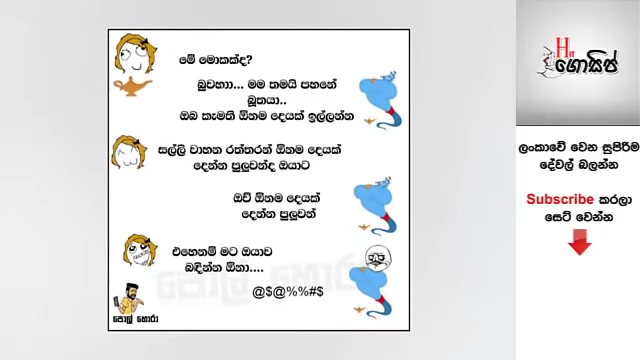 මේ මොකක්ද?
බුවහාා... මම තමයි පහනේ
බූතයා..
ඔබ කැමති ඕනම දෙයක් ඉල්ලන්න
සල්ලි වාහන රත්තරන් ඕනම දෙයක්
දෙන්න පුලුවන්ද ඔයාට
ඔව් ඕනම දෙයක්
දෙන්න පුලුවන්
එහෙනම් මට ඔයාව
බඳින්න ඕනා....
@$@%%#$
පොල් හොරා
පොල් හොරා
Hit
ගොසිප්
ලංකාවේ වෙන සුපිරිම
දේවල් බලන්න
Subscribe කරලා
සෙට් වෙන්න